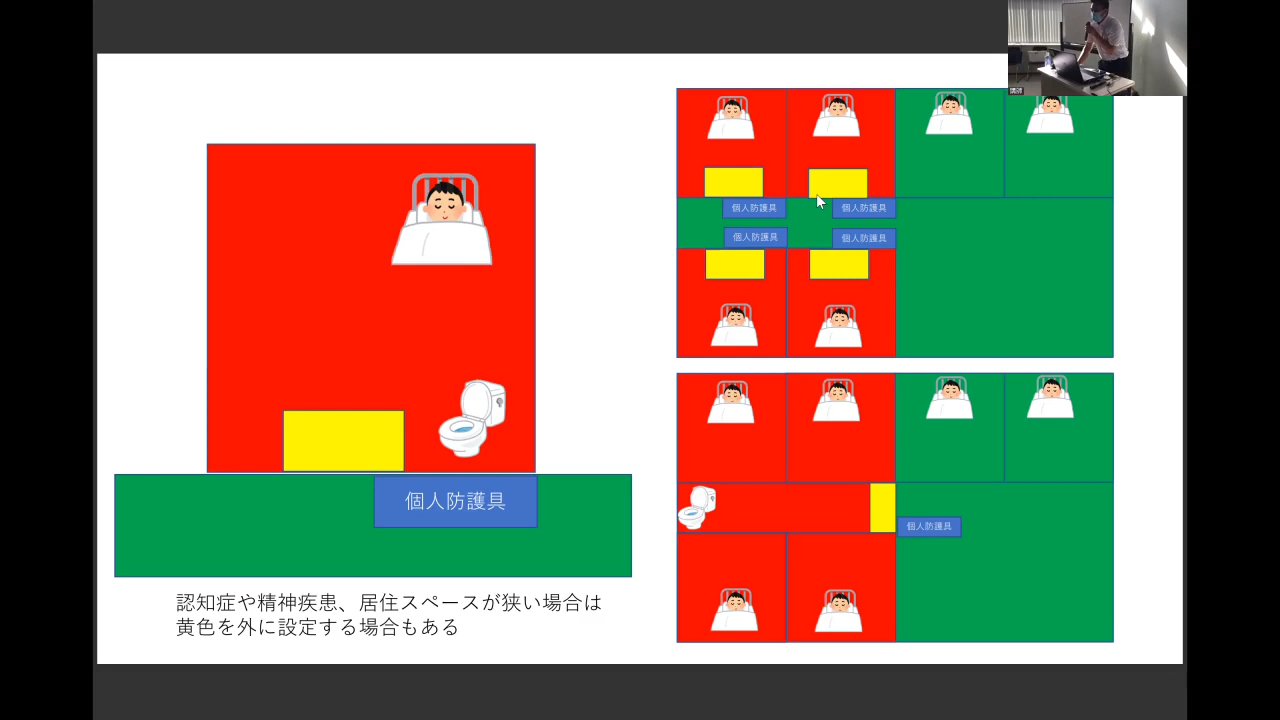 講師
個人防護具
個人防護具
個人防護具
個人防護具
個人防護具
個人防護具
認知症や精神疾患、居住スペースが狭い場合は
黄色を外に設定する場合もある